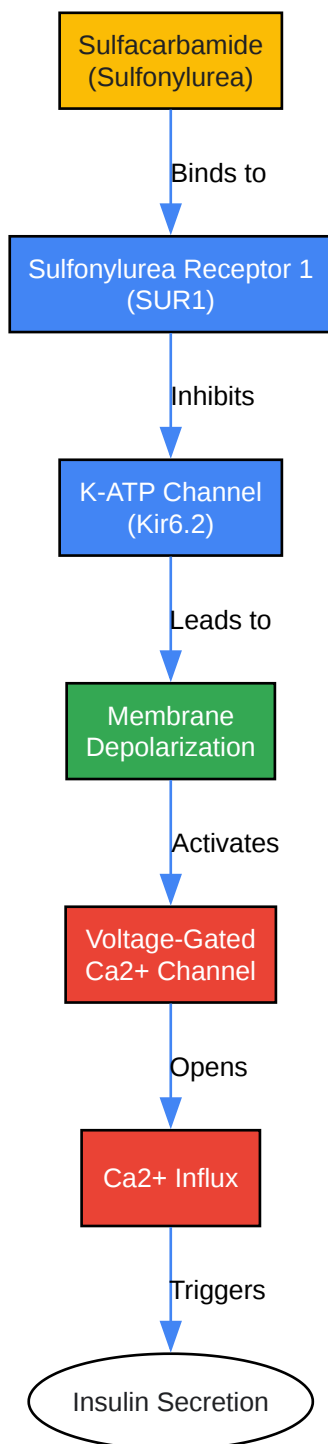 Sulfacarbamide
(Sulfonylurea)
Binds to
Sulfonylurea Receptor 1
(SUR1)
Inhibits
K-ATP Channel
(Kir6.2)
Leads to
Membrane
Depolarization
Activates
Voltage-Gated
Ca2+ Channel
Opens
Ca2+ Influx
Triggers
Insulin Secretion